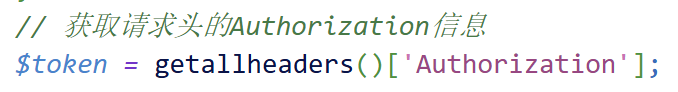 // 获取请求头的Authorization信息
$token = getallheaders()['Authorization'];